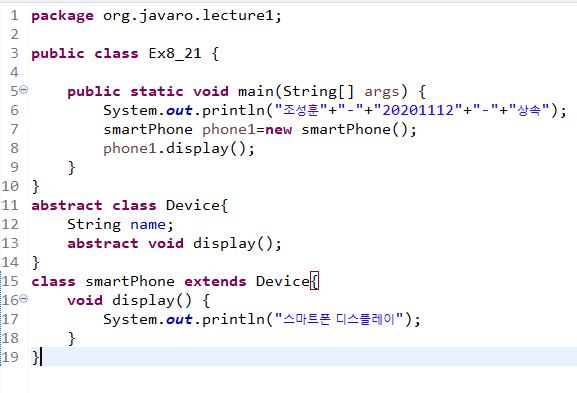 1 package org.javaro.lecture1;
2
3 public class Ex8_21 {
4
5 public static void main(String[] args) {
6 System.out.println("조성훈"+"-"+"20201112"+"-"+"상속");
7 smartPhone phone1=new smartPhone();
8 phone1.display();
9 }
10 }
11 abstract class Device{
12 String name;
13 abstract void display();
14 }
15 class smartPhone extends Device{
16 void display() {
17 System.out.println("스마트폰 디스플레이");
18 }
19 }